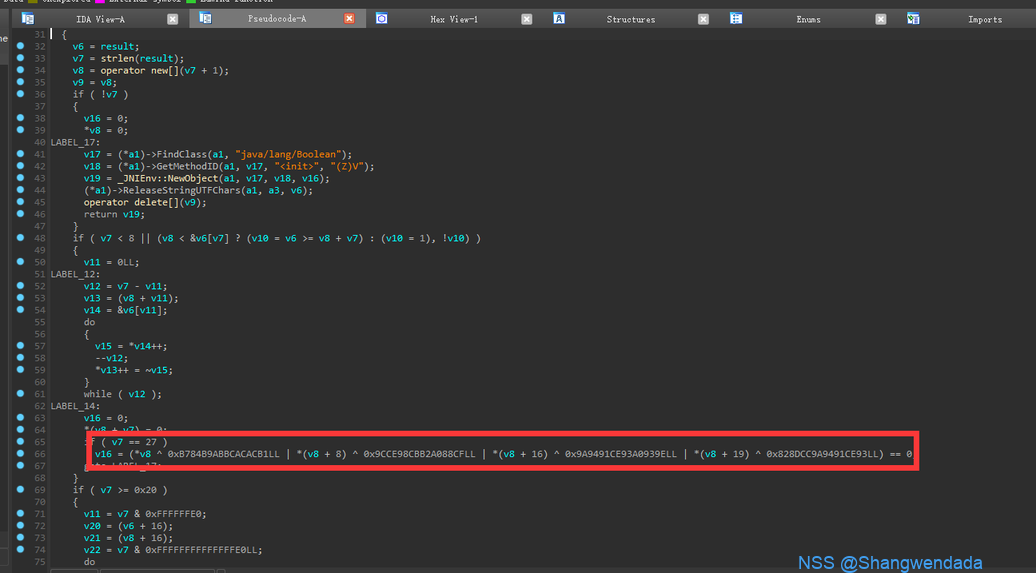 IDA View-A Pseudocode-A Hex View-1 Structures Enums Imports
31 {
32 v6 = result;
33 v7 = strlen(result);
34 v8 = operator new[](v7 + 1);
35 v9 = v8;
36 if ( !v7 )
37 {
38 v16 = 0;
39 *v8 = 0;
40 LABEL_17:
41 v17 = (*a1)->FindClass(a1, "java/lang/Boolean");
42 v18 = (*a1)->GetMethodID(a1, v17, "<init>", "(Z)V");
43 v19 = _JNIEnv::NewObject(a1, v17, v18, v16);
44 (*a1)->ReleaseStringUTFChars(a1, a3, v6);
45 operator delete[](v9);
46 return v19;
47 }
48 if ( v7 < 8 || (v8 < &v6[v7] ? (v10 = v6 >= v8 + v7) : (v10 = 1), !v10) )
49 {
50 v11 = 0LL;
51 LABEL_12:
52 v12 = v7 - v11;
53 v13 = (v8 + v11);
54 v14 = &v6[v11];
55 do
56 {
57 v15 = *v14++;
58 --v12;
59 *v13++ = ~v15;
60 }
61 while ( v12 );
62 LABEL_14:
63 v16 = 0;
64 *(v8 + v7) = 0;
65 if ( v7 == 27 )
66 v16 = (*v8 ^ 0xB784B9ABBCACACB1LL | *(v8 + 8) ^ 0x9CCE98CBB2A088CFLL | *(v8 + 16) ^ 0x9A9491CE93A0939ELL | *(v8 + 19) ^ 0x828DCC9A9491CE93LL) == 0
67
68 }
69 if ( v7 >= 0x20 )
70 {
71 v11 = v7 & 0xFFFFFFE0;
72 v20 = (v6 + 16);
73 v21 = (v8 + 16);
74 v22 = v7 & 0xFFFFFFFFFFFFFFE0LL;
75 do
NSS @Shangwendada